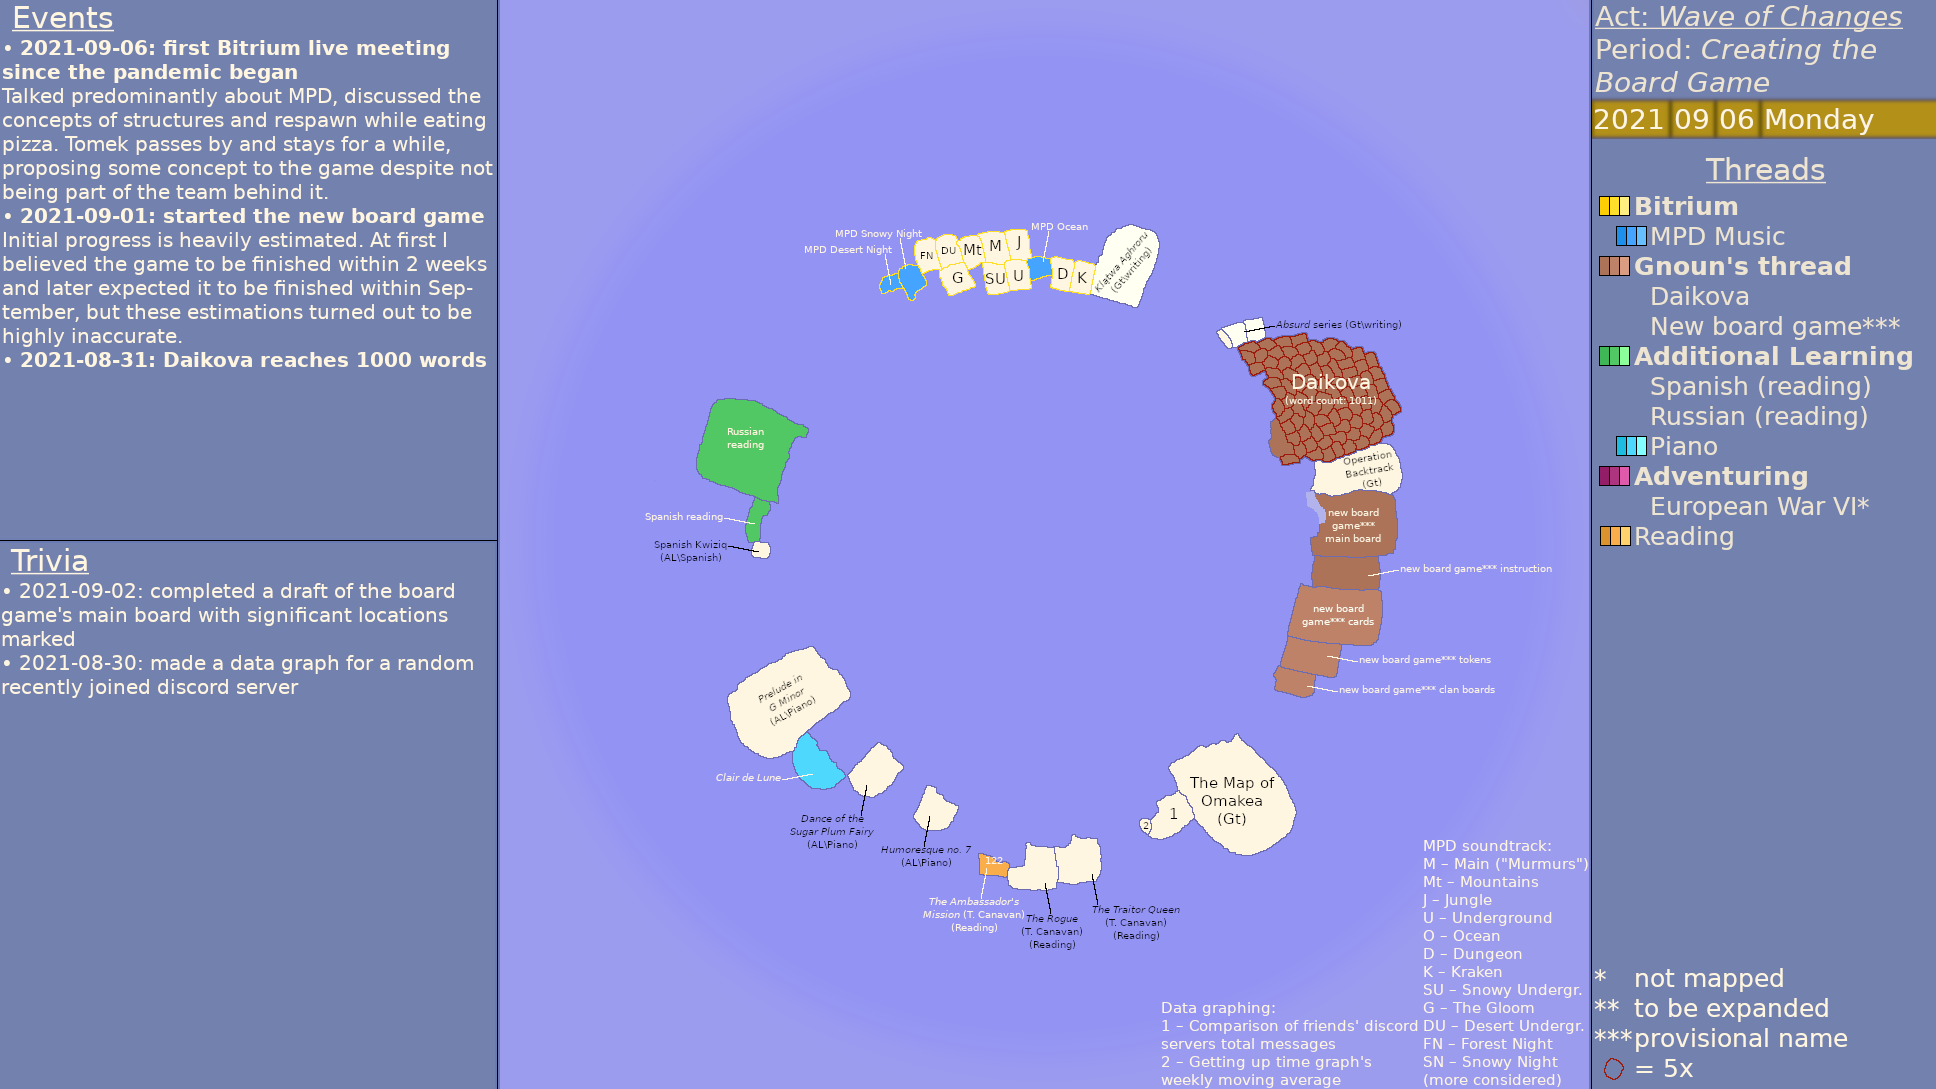 Events
• 2021-09-06: first Bitrium live meeting
since the pandemic began
Talked predominantly about MPD, discussed the
concepts of structures and respawn while eating
pizza. Tomek passes by and stays for a while,
proposing some concept to the game despite not
being part of the team behind it.
• 2021-09-01: started the new board game
Initial progress is heavily estimated. At first I
believed the game to be finished within 2 weeks
and later expected it to be finished within Sep-
tember, but these estimations turned out to be
highly inaccurate.
• 2021-08-31: Daikova reaches 1000 words
Trivia
• 2021-09-02: completed a draft of the board
game's main board with significant locations
marked
• 2021-08-30: made a data graph for a random
recently joined discord server
MPD Snowy Night
MPD Desert Night
MPD Ocean
FN
DU
Mt
M
J
G
SU
U
D
K
Klątwa Aghroru
(Gt\writing)
Absurd series (Gt\writing)
Daikova
(word count: 1011)
Operation
Backtrack
(Gt)
new board
game***
main board
new board game*** instruction
new board
game*** cards
new board game*** tokens
new board game*** clan boards
Russian
reading
Spanish reading
Spanish Kwiziq
(AL\Spanish)
Prelude in
G Minor
(AL\Piano)
Clair de Lune
Dance of the
Sugar Plum Fairy
(AL\Piano)
Humoresque no. 7
(AL\Piano)
122
The Ambassador's
Mission (T. Canavan)
(Reading)
The Rogue
(T. Canavan)
(Reading)
The Traitor Queen
(T. Canavan)
(Reading)
The Map of
Omakea
(Gt)
1
2
Data graphing:
1 – Comparison of friends' discord
servers total messages
2 – Getting up time graph's
weekly moving average
MPD soundtrack:
M – Main ("Murmurs")
Mt – Mountains
J – Jungle
U – Underground
O – Ocean
D – Dungeon
K – Kraken
SU – Snowy Undergr.
G – The Gloom
DU – Desert Undergr.
FN – Forest Night
SN – Snowy Night
(more considered)
Act: Wave of Changes
Period: Creating the
Board Game
2021 09 06 Monday
Threads
Bitrium
MPD Music
Gnoun's thread
Daikova
New board game***
Additional Learning
Spanish (reading)
Russian (reading)
Piano
Adventuring
European War VI*
Reading
* not mapped
** to be expanded
*** provisional name
= 5x